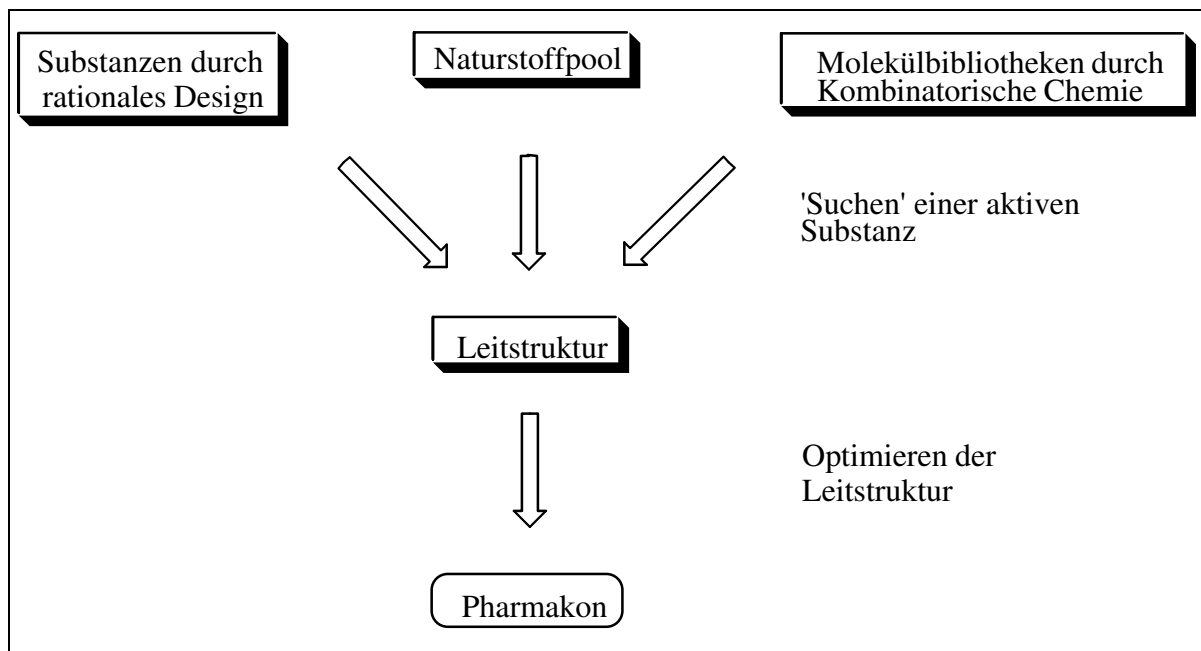 Substanzen durch
rationales Design
Naturstoffpool
Molekülbibliotheken durch
Kombinatorische Chemie
'Suchen' einer aktiven
Substanz
Leitstruktur
Optimieren der
Leitstruktur
Pharmakon